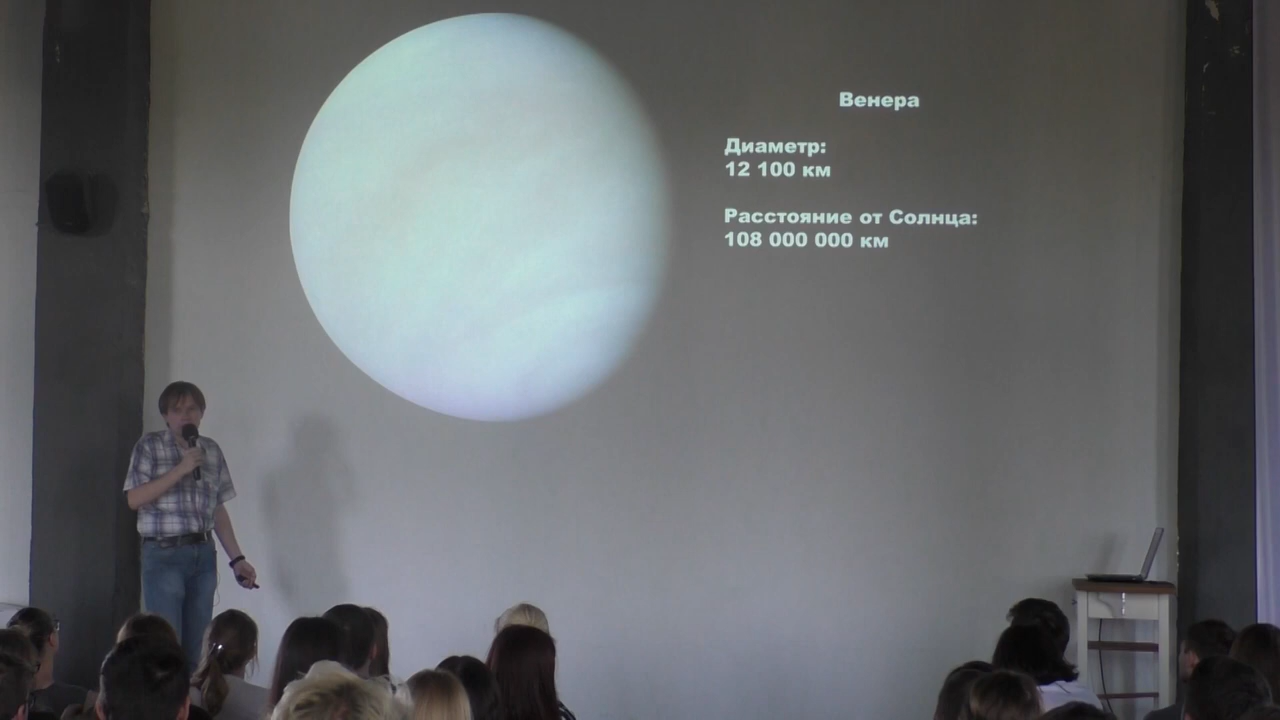 Венера
Диаметр:
12 100 км
Расстояние от Солнца:
108 000 000 км